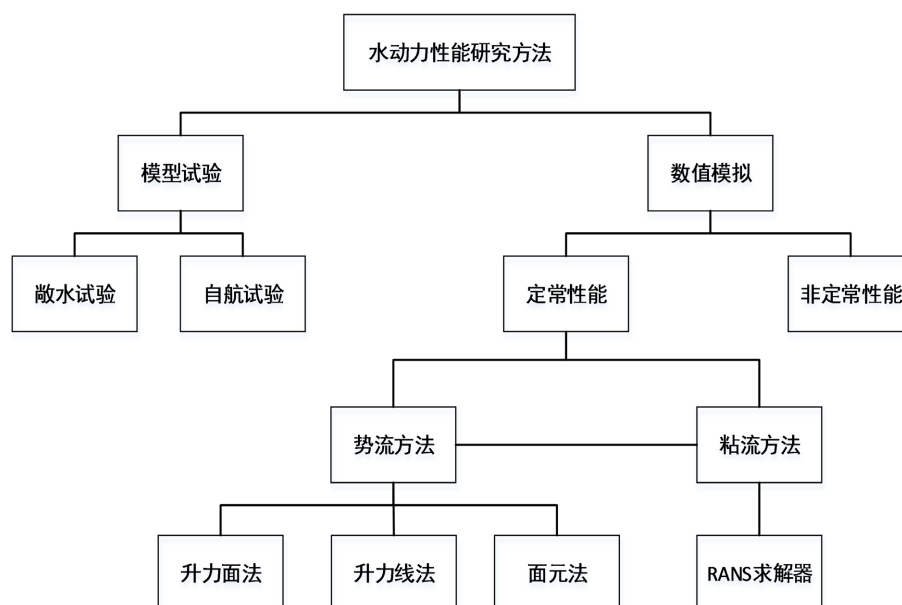 水动力性能研究方法
模型试验
数值模拟
敞水试验
自航试验
定常性能
非定常性能
势流方法
粘流方法
升力面法
升力线法
面元法
RANS求解器